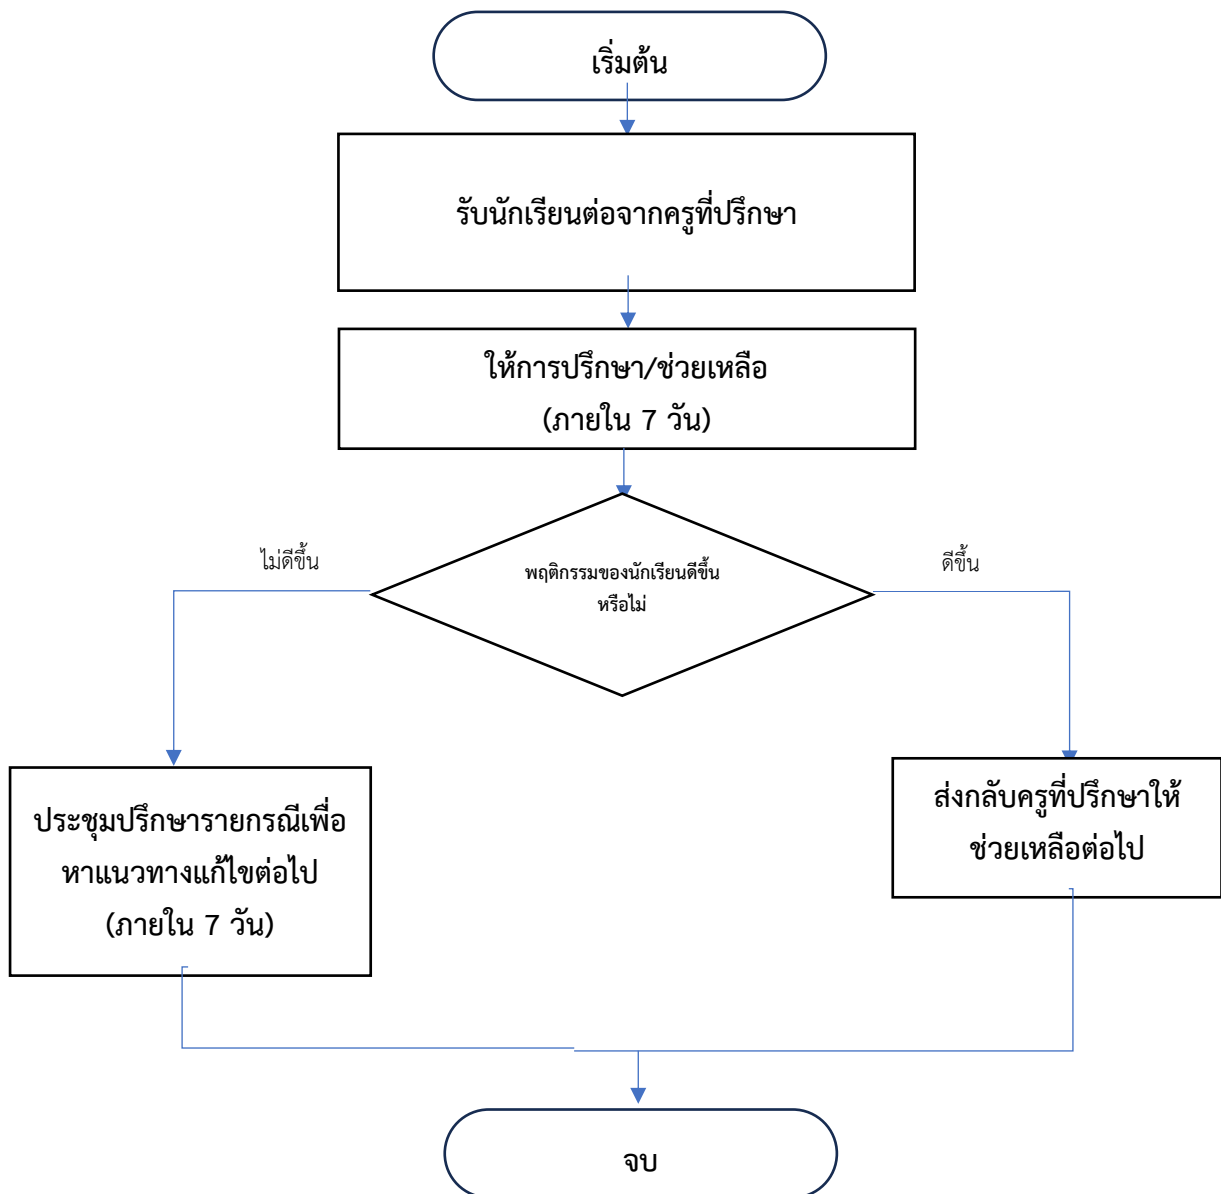 เริ่มต้น
รับนักเรียนต่อจากครูที่ปรึกษา
ให้การปรึกษา/ช่วยเหลือ
(ภายใน 7 วัน)
พฤติกรรมของนักเรียนดีขึ้น
หรือไม่
ไม่ดีขึ้น
ดีขึ้น
ประชุมปรึกษารายกรณีเพื่อ
หาแนวทางแก้ไขต่อไป
(ภายใน 7 วัน)
ส่งกลับครูที่ปรึกษาให้
ช่วยเหลือต่อไป
จบ